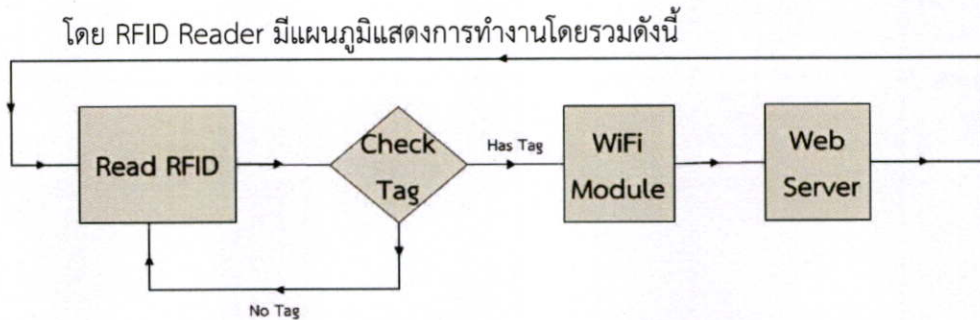 โดย RFID Reader มีแผนภูมิแสดงการทำงานโดยรวมดังนี้
Read RFID
Check
Tag
Has Tag
WiFi
Module
Web
Server
No Tag